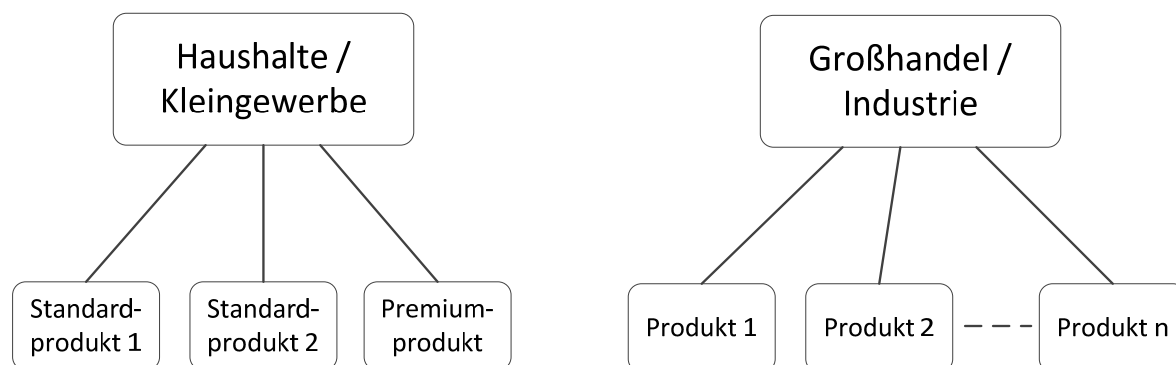 Haushalte /
Kleingewerbe
Großhandel /
Industrie
Standard-
produkt 1
Standard-
produkt 2
Premium-
produkt
Produkt 1
Produkt 2
Produkt n